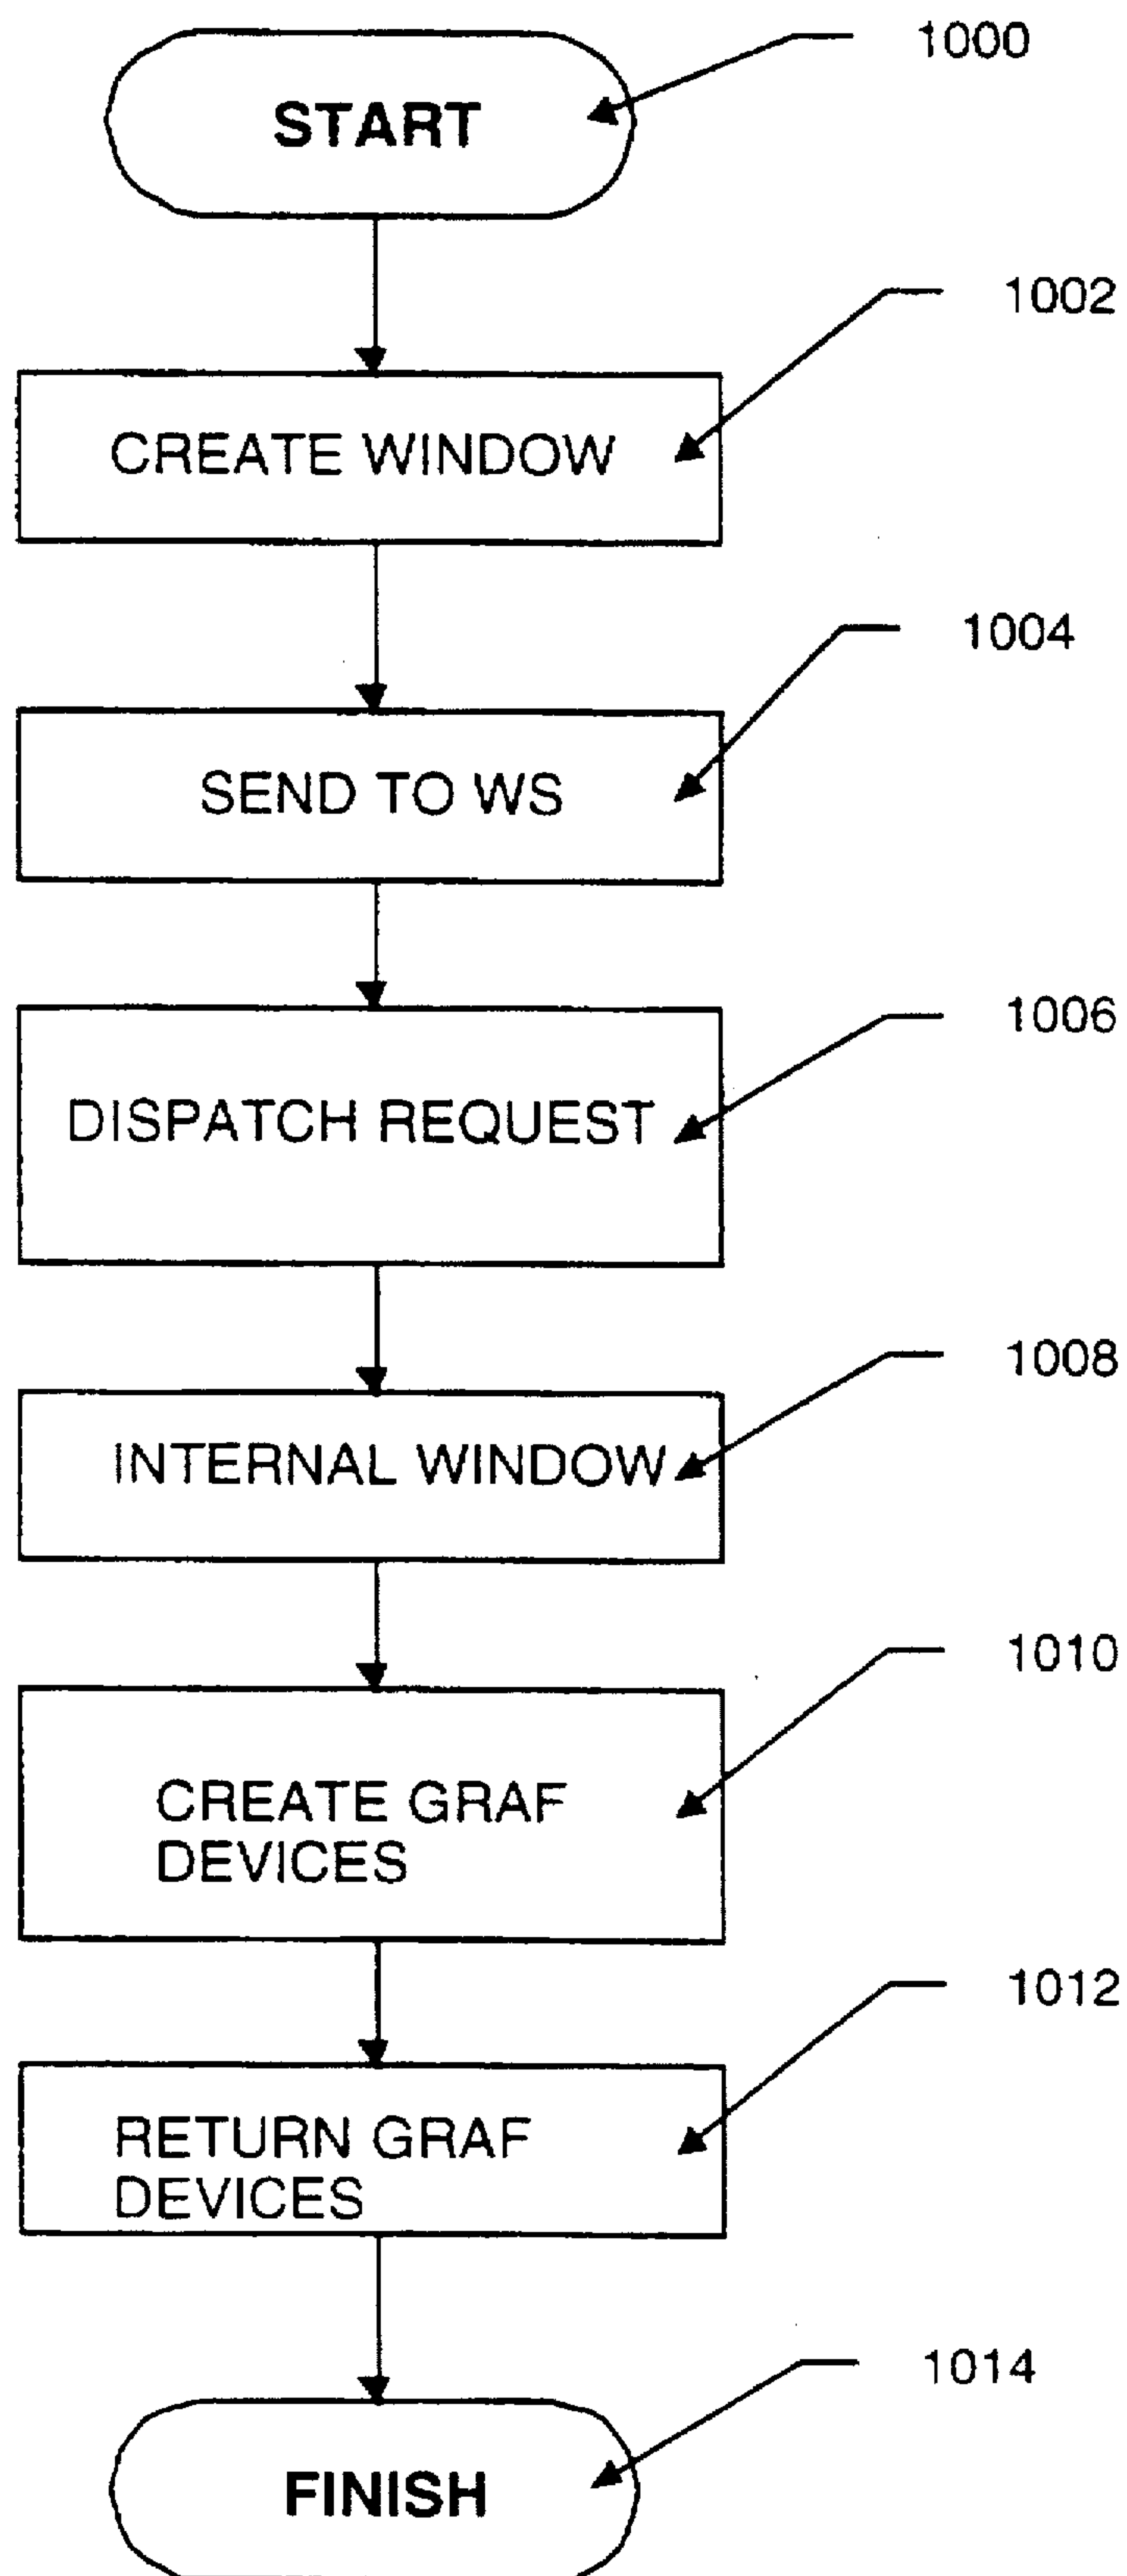 1000
START
1002
CREATE WINDOW
1004
SEND TO WS
1006
DISPATCH REQUEST
1008
INTERNAL WINDOW
1010
CREATE GRAF
DEVICES
1012
RETURN GRAF
DEVICES
1014
FINISH